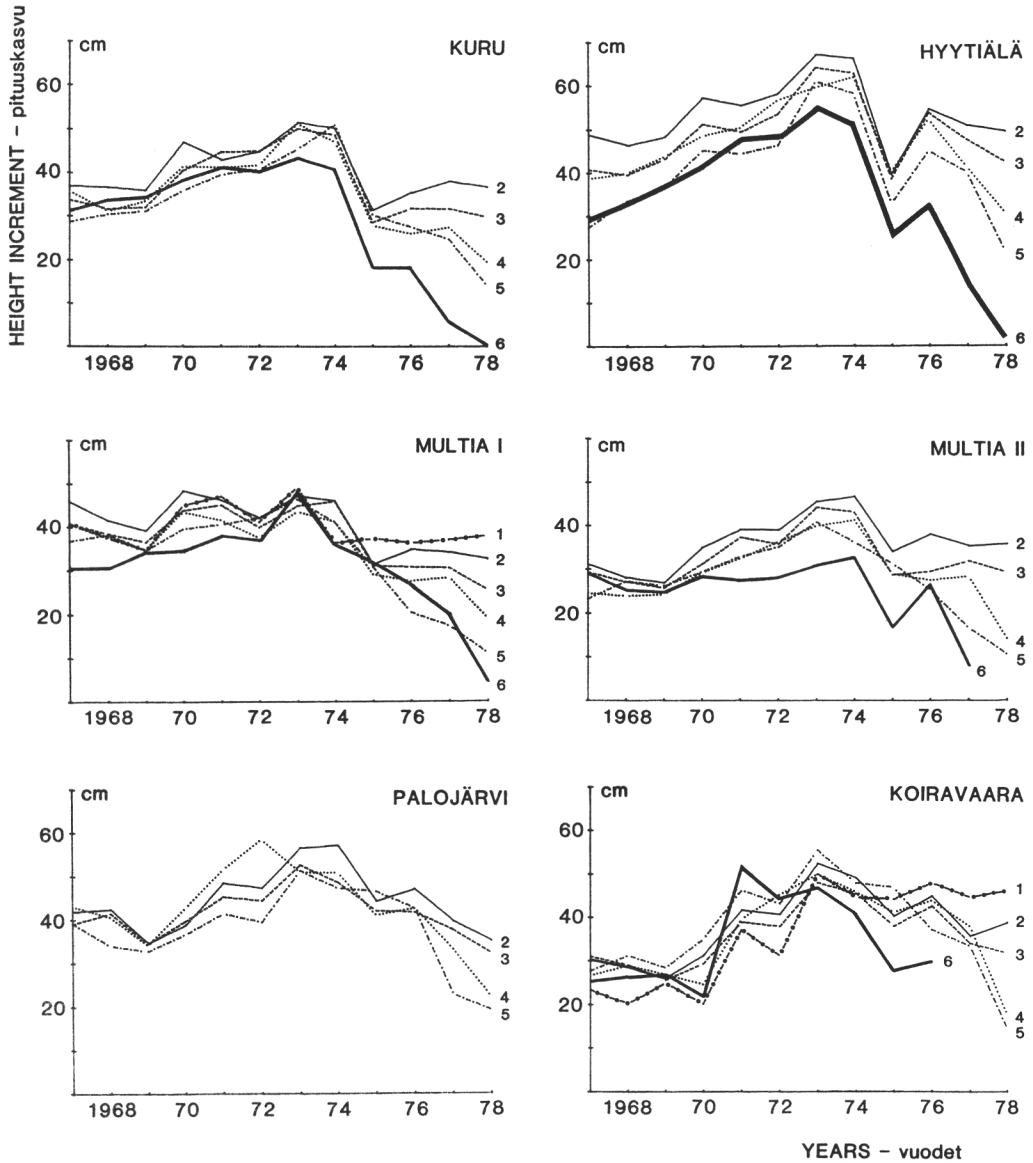 HEIGHT INCREMENT – pituuskasvu
cm
KURU
60
40
20
2
3
4
5
6
1968 70 72 74 76 78
cm
HYYTIÄLÄ
60
40
20
2
3
4
5
6
1968 70 72 74 76 78
cm
MULTIA I
40
20
1
2
3
4
5
6
1968 70 72 74 76 78
cm
MULTIA II
40
20
2
3
4
5
6
1968 70 72 74 76 78
cm
PALOJÄRVI
60
40
20
2
3
4
5
1968 70 72 74 76 78
cm
KOIRAVAARA
60
40
20
1
2
3
6
4
5
1968 70 72 74 76 78
YEARS – vuodet